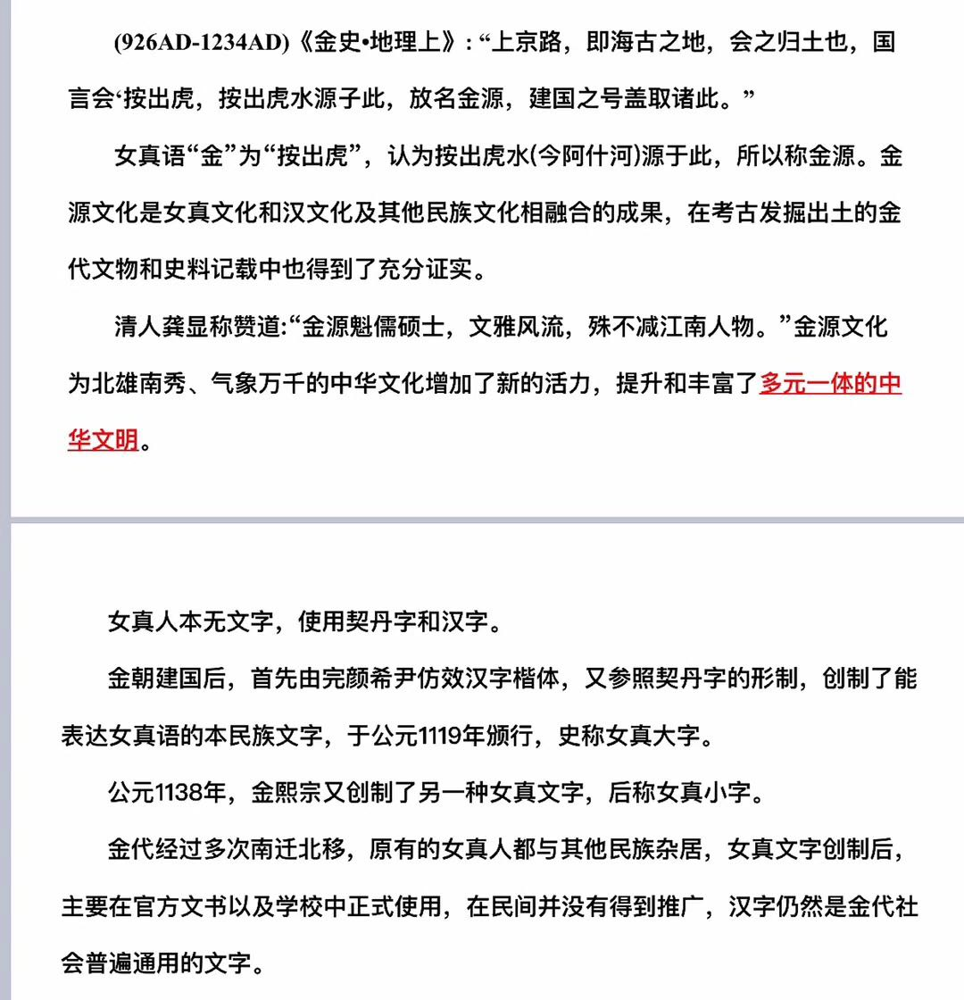 (926AD-1234AD)《金史•地理上》: “上京路，即海古之地，会之归土也，国
言会‘按出虎，按出虎水源子此，放名金源，建国之号盖取诸此。”
女真语“金”为“按出虎”，认为按出虎水(今阿什河)源于此，所以称金源。金
源文化是女真文化和汉文化及其他民族文化相融合的成果，在考古发掘出土的金
代文物和史料记载中也得到了充分证实。
清人龚显称赞道:“金源魁儒硕士，文雅风流，殊不减江南人物。”金源文化
为北雄南秀、气象万千的中华文化增加了新的活力，提升和丰富了多元一体的中
华文明。
女真人本无文字，使用契丹字和汉字。
金朝建国后，首先由完颜希尹仿效汉字楷体，又参照契丹字的形制，创制了能
表达女真语的本民族文字，于公元1119年颁行，史称女真大字。
公元1138年，金熙宗又创制了另一种女真文字，后称女真小字。
金代经过多次南迁北移，原有的女真人都与其他民族杂居，女真文字创制后，
主要在官方文书以及学校中正式使用，在民间并没有得到推广，汉字仍然是金代社
会普遍通用的文字。